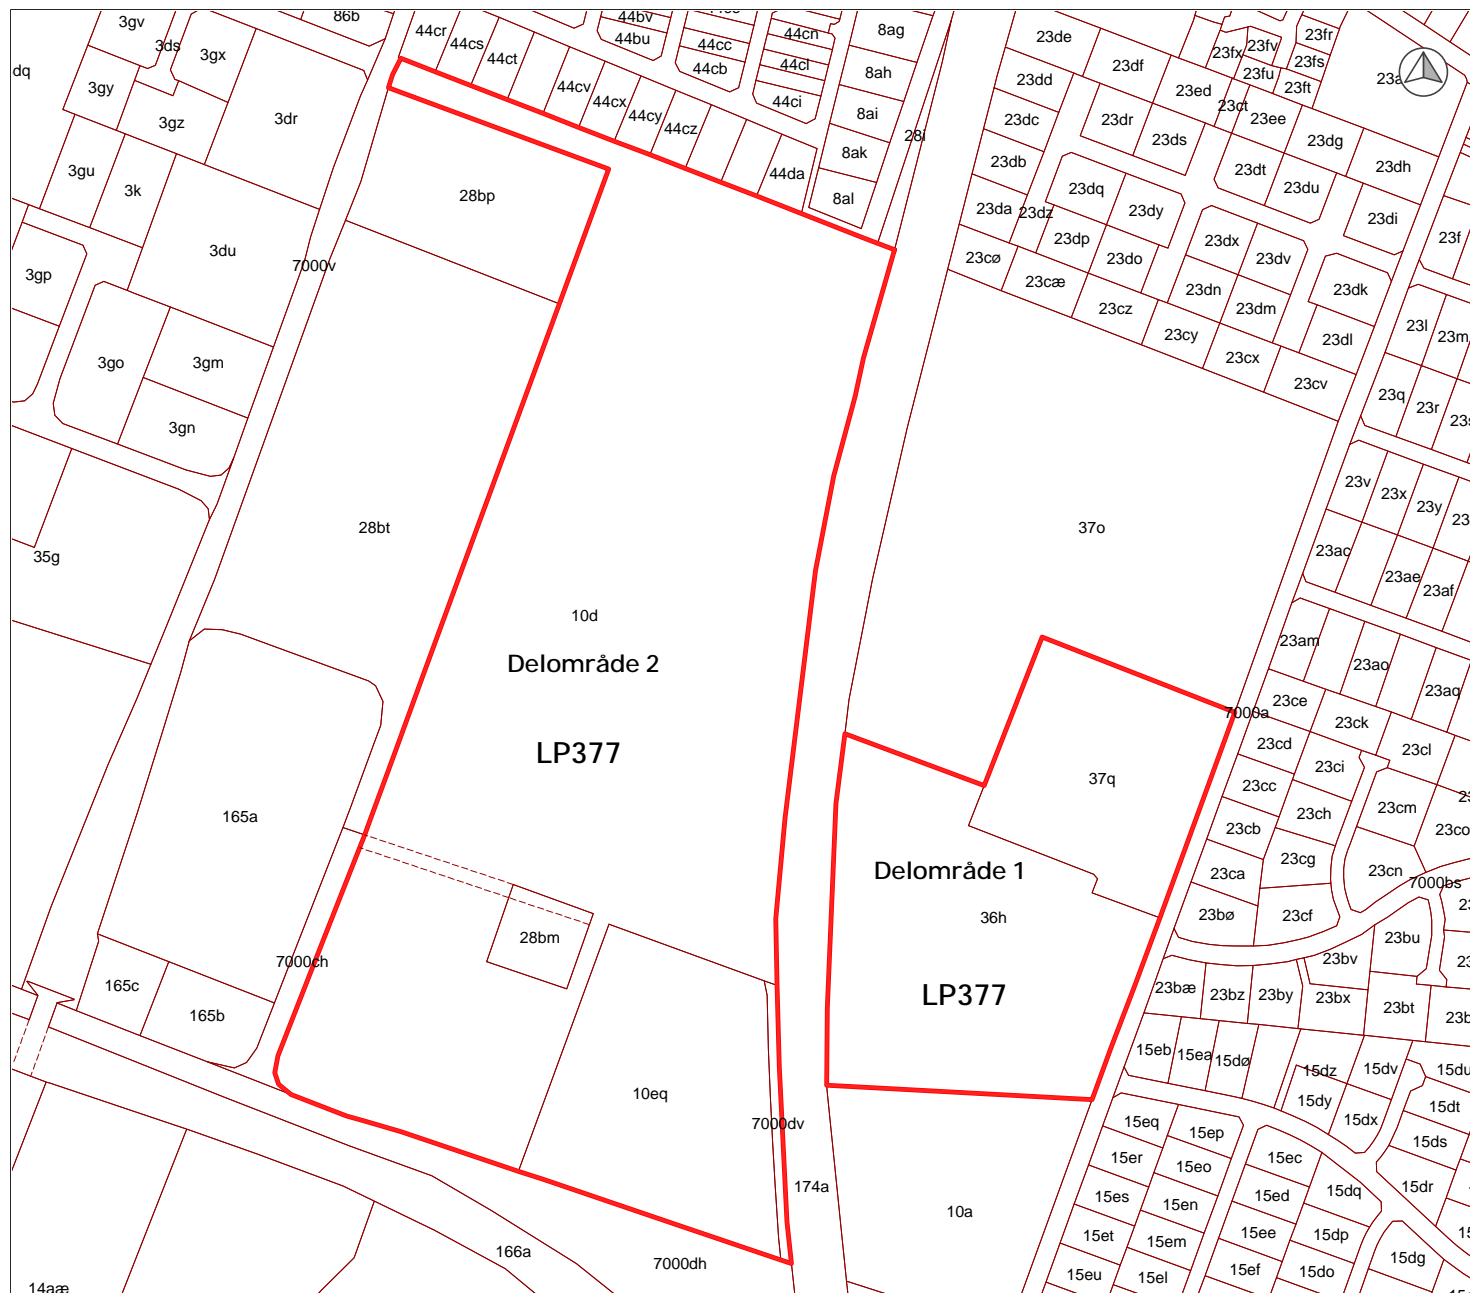 3gv
3ds
3gx
86b
44cr
44cs
44ct
44bv
44bu
44cc
44cb
44cn
44cl
44ci
8ag
8ah
8ai
8ak
8al
28i
23de
23df
23dd
23dc
23db
23da
23dz
23dr
23ds
23ed
23ct
23ee
23fx
23fv
23fu
23fr
23fs
23ft
23dg
23dh
23dt
23du
23di
23dq
23dy
23dp
23do
23dx
23dv
23dn
23dm
23dk
23dl
23cø
23cæ
23cz
23cy
23cx
23cv
23f
23l
23m
23q
23r
dq
3gy
3gz
3dr
3gu
3k
3du
3gp
7000v
3go
3gm
3gn
44cv
44cx
44cy
44cz
44da
28bp
28bt
35g
37o
23v
23x
23y
23ac
23ae
23af
10d
Delområde 2
LP377
23am
23ao
23aq
7000a
23ce
23ck
23cd
23ci
23cl
23cc
23ch
23cm
23cb
23cg
23co
23ca
23cn
7000bs
23bø
23cf
23bu
23bv
37q
165a
Delområde 1
36h
LP377
28bm
7000ch
165c
165b
23bæ
23bz
23by
23bx
23bt
15eb
15ea
15dø
15dz
15dv
15du
15dy
15dx
15dt
15ds
10eq
7000dv
174a
10a
15eq
15ep
15er
15eo
15ec
15es
15en
15ed
15dq
15dr
15et
15em
15ee
15dp
15eu
15el
15ef
15do
15dg
166a
7000dh
14aæ